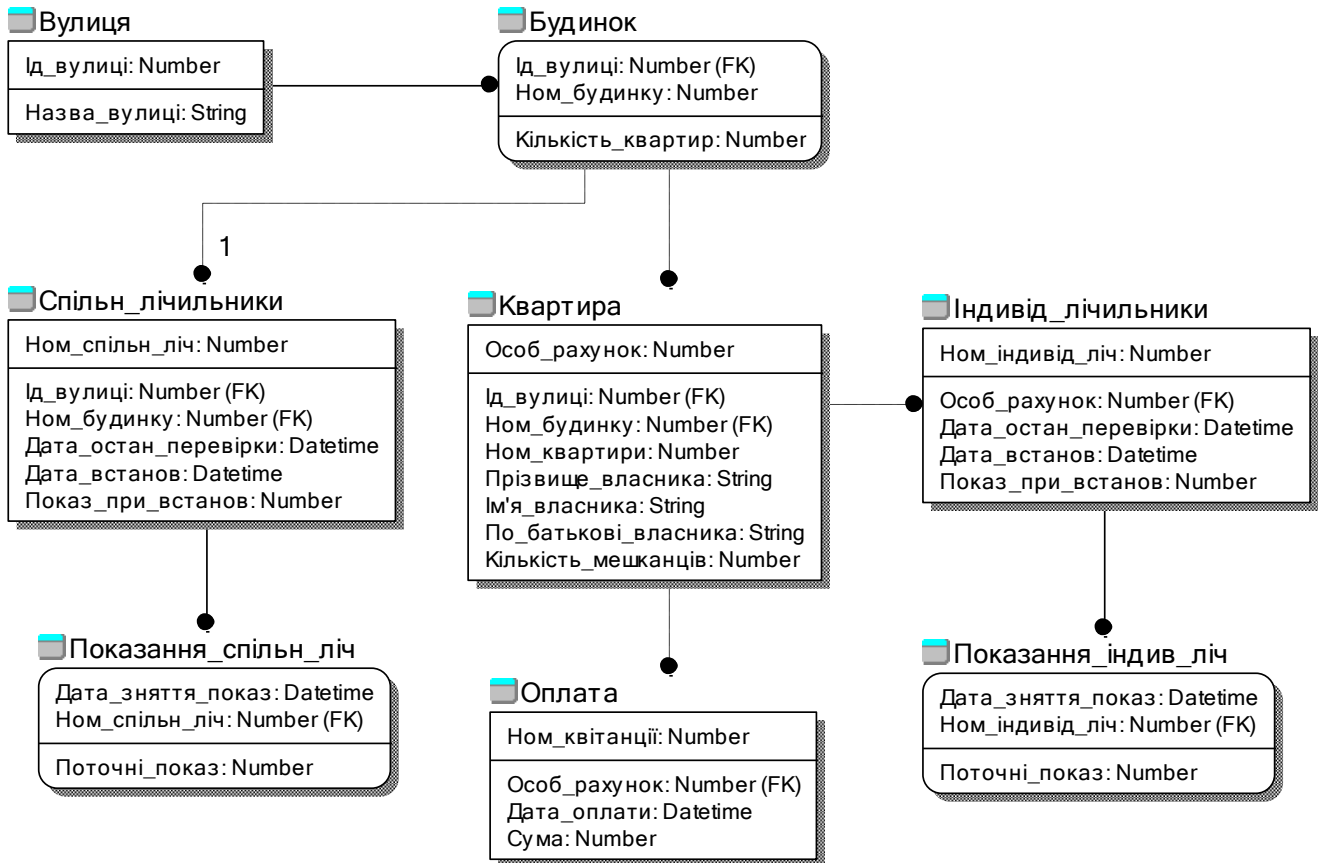 Вулиця
Ід_вулиці: Number
Назва_вулиці: String
Будинок
Ід_вулиці: Number (FK)
Ном_будинку: Number
Кількість_квартир: Number
1
Спільн_лічильники
Ном_спільн_ліч: Number
Ід_вулиці: Number (FK)
Ном_будинку: Number (FK)
Дата_остан_перевірки: Datetime
Дата_встанов: Datetime
Показ_при_встанов: Number
Квартира
Особ_рахунок: Number
Ід_вулиці: Number (FK)
Ном_будинку: Number (FK)
Ном_квартири: Number
Прізвище_власника: String
Ім'я_власника: String
По_батькові_власника: String
Кількість_мешканців: Number
Індивід_лічильники
Ном_індивід_ліч: Number
Особ_рахунок: Number (FK)
Дата_остан_перевірки: Datetime
Дата_встанов: Datetime
Показ_при_встанов: Number
Показання_спільн_ліч
Дата_зняття_показ: Datetime
Ном_спільн_ліч: Number (FK)
Поточні_показ: Number
Оплата
Ном_квітанції: Number
Особ_рахунок: Number (FK)
Дата_оплати: Datetime
Сума: Number
Показання_індив_ліч
Дата_зняття_показ: Datetime
Ном_індивід_ліч: Number (FK)
Поточні_показ: Number